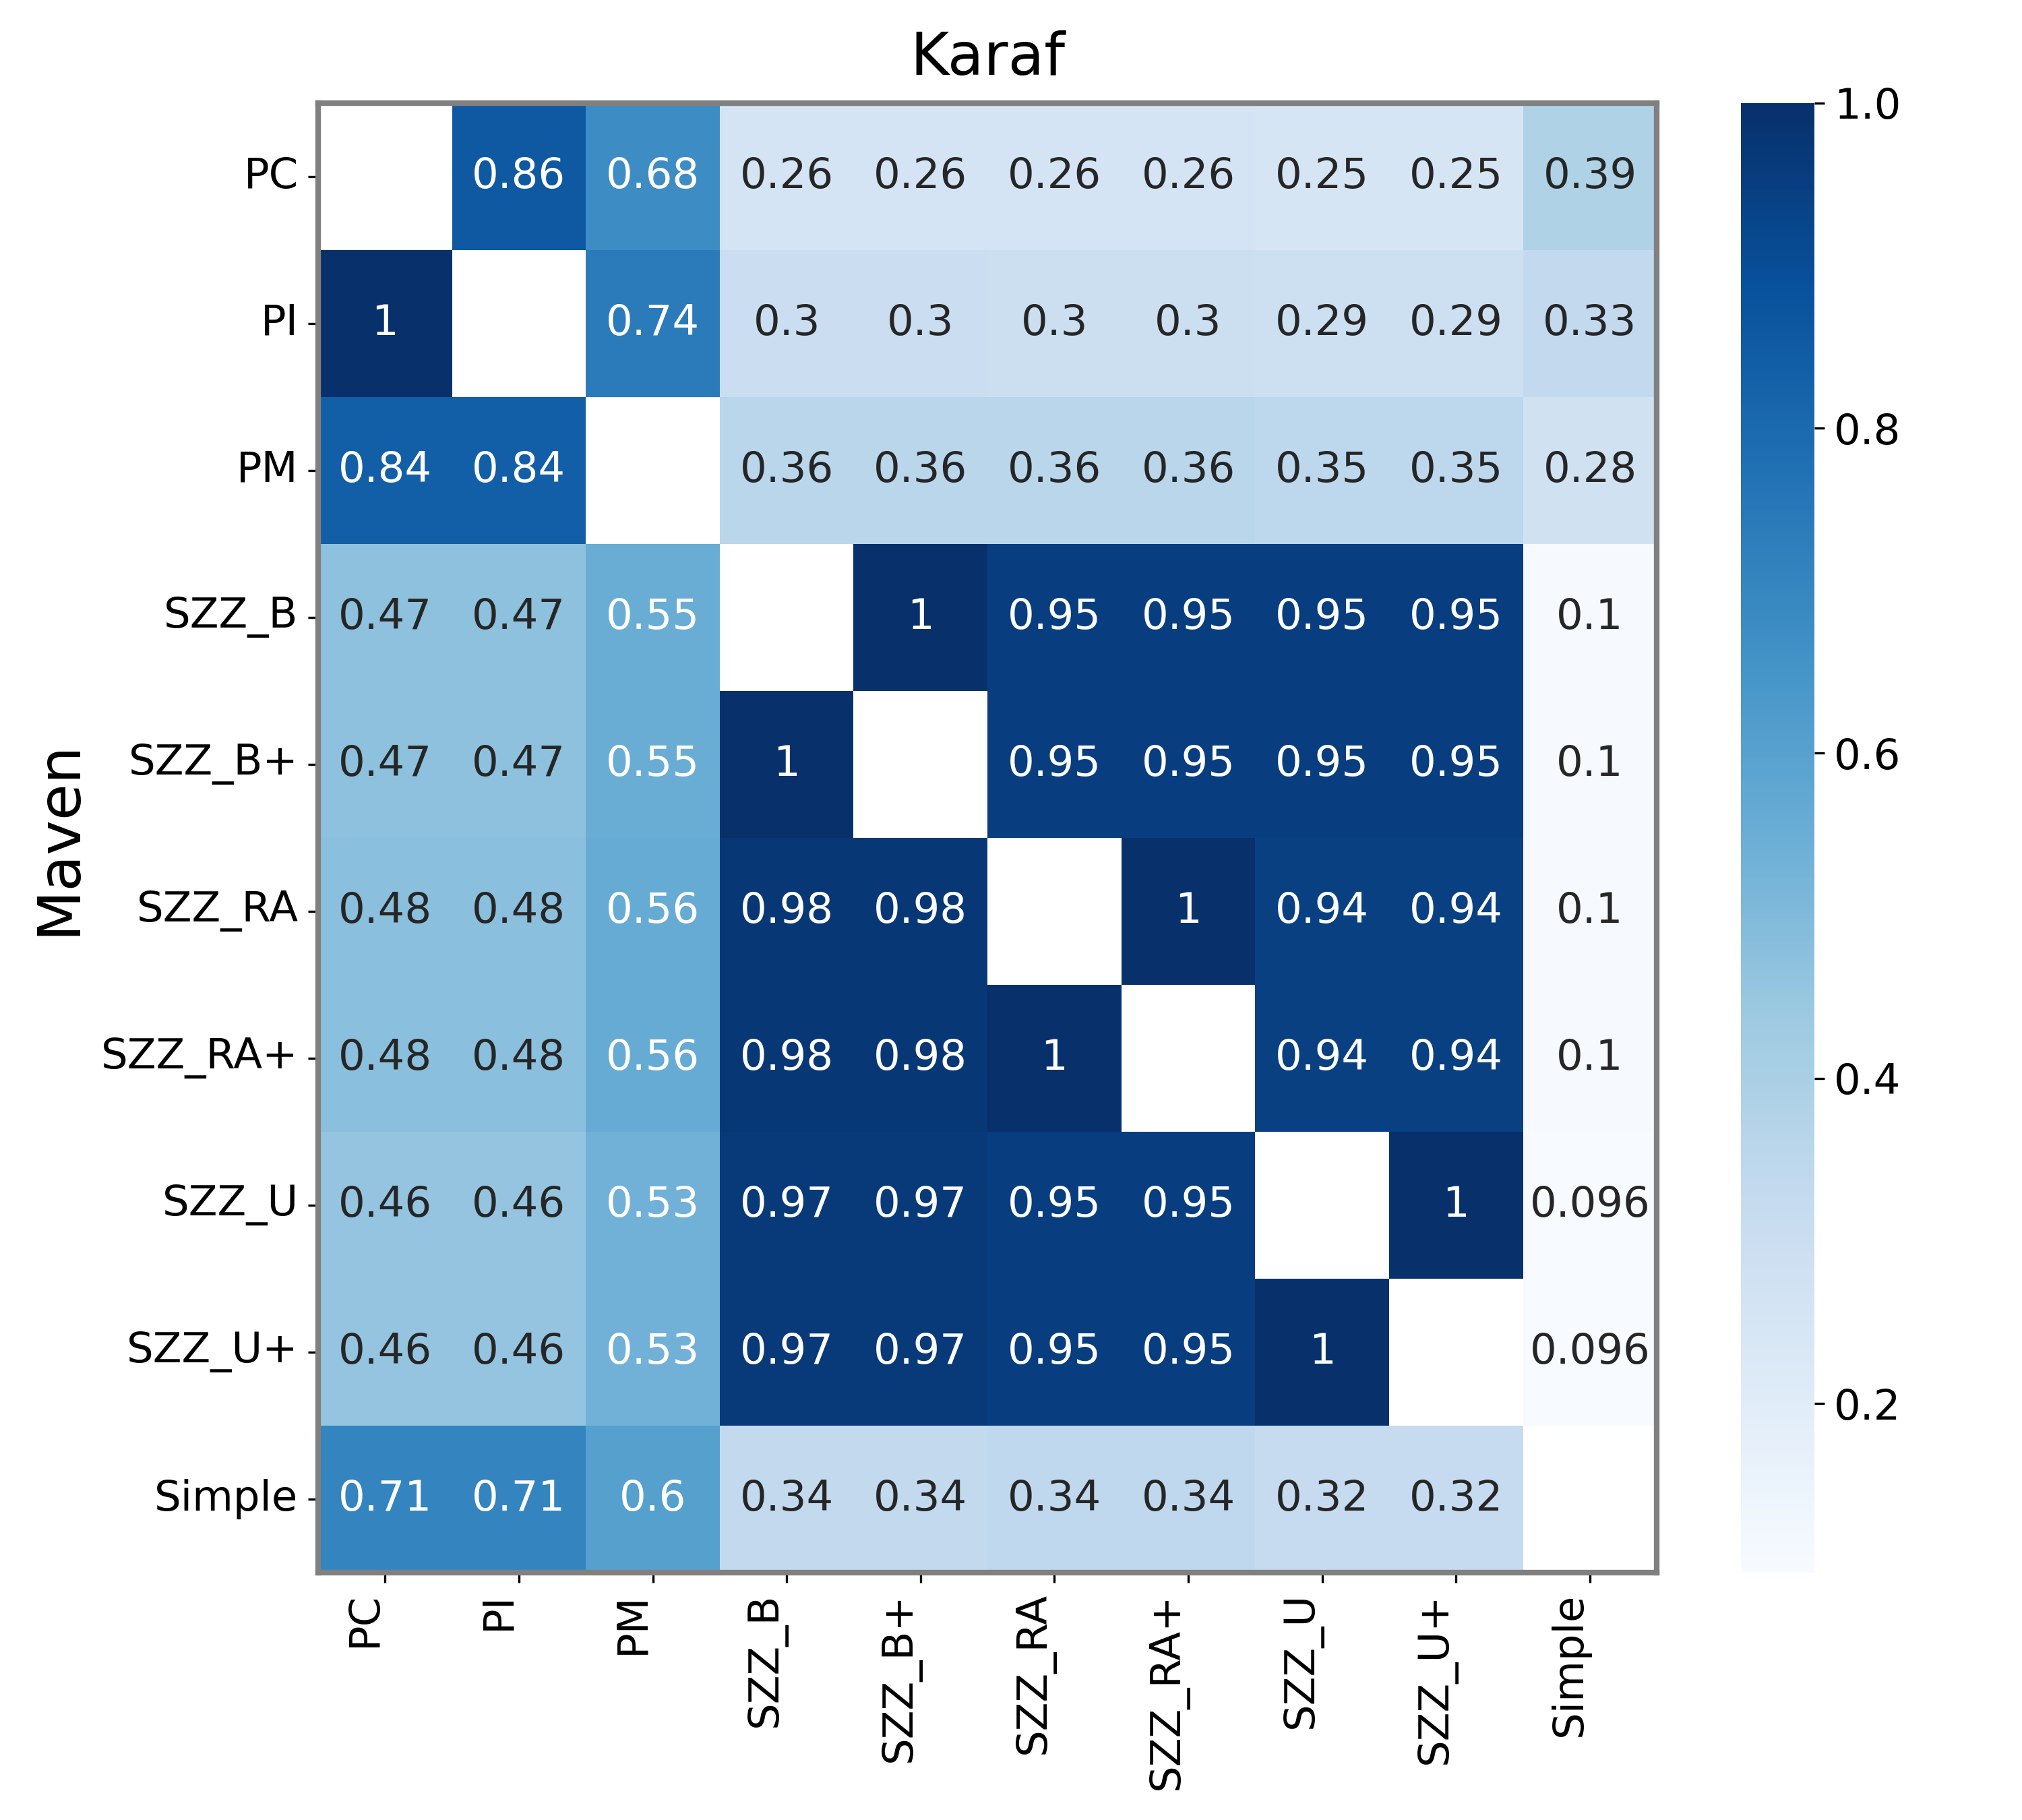 Karaf
Maven
PC 0.86 0.68 0.26 0.26 0.26 0.26 0.25 0.25 0.39
PI 1 0.74 0.3 0.3 0.3 0.3 0.29 0.29 0.33
PM 0.84 0.84 0.36 0.36 0.36 0.36 0.35 0.35 0.28
SZZ_B 0.47 0.47 0.55 1 0.95 0.95 0.95 0.95 0.1
SZZ_B+ 0.47 0.47 0.55 1 0.95 0.95 0.95 0.95 0.1
SZZ_RA 0.48 0.48 0.56 0.98 0.98 1 0.94 0.94 0.1
SZZ_RA+ 0.48 0.48 0.56 0.98 0.98 1 0.94 0.94 0.1
SZZ_U 0.46 0.46 0.53 0.97 0.97 0.95 0.95 1 0.096
SZZ_U+ 0.46 0.46 0.53 0.97 0.97 0.95 0.95 1 0.096
Simple 0.71 0.71 0.6 0.34 0.34 0.34 0.34 0.32 0.32
PC PI PM SZZ_B SZZ_B+ SZZ_RA SZZ_RA+ SZZ_U SZZ_U+ Simple
1.0
0.8
0.6
0.4
0.2